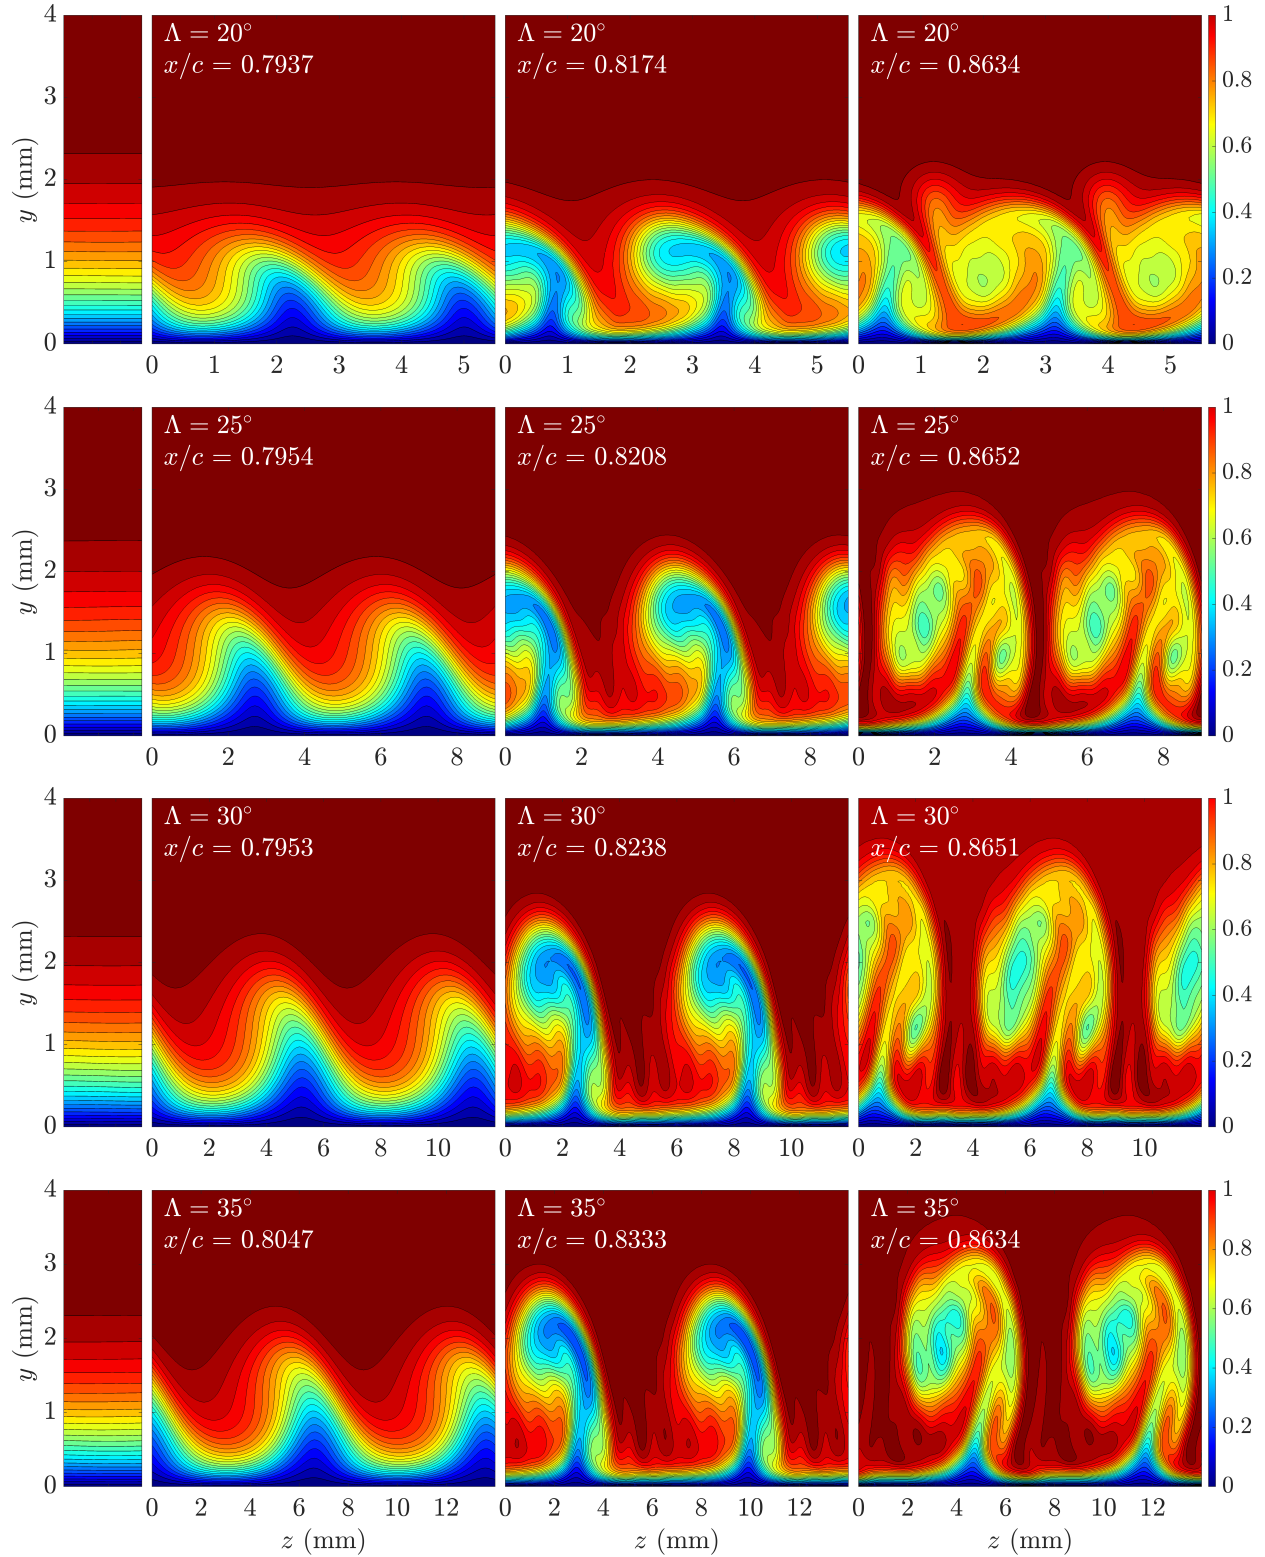 4
3
2
1
0
y (mm)
Λ = 20°
x/c = 0.7937
Λ = 20°
x/c = 0.8174
Λ = 20°
x/c = 0.8634
1
0.8
0.6
0.4
0.2
0
0 1 2 3 4 5
0 1 2 3 4 5
0 1 2 3 4 5
4
3
2
1
0
y (mm)
Λ = 25°
x/c = 0.7954
Λ = 25°
x/c = 0.8208
Λ = 25°
x/c = 0.8652
1
0.8
0.6
0.4
0.2
0
0 2 4 6 8
0 2 4 6 8
0 2 4 6 8
4
3
2
1
0
y (mm)
Λ = 30°
x/c = 0.7953
Λ = 30°
x/c = 0.8238
Λ = 30°
x/c = 0.8651
1
0.8
0.6
0.4
0.2
0
0 2 4 6 8 10
0 2 4 6 8 10
0 2 4 6 8 10
4
3
2
1
0
y (mm)
Λ = 35°
x/c = 0.8047
Λ = 35°
x/c = 0.8333
Λ = 35°
x/c = 0.8634
1
0.8
0.6
0.4
0.2
0
0 2 4 6 8 10 12
0 2 4 6 8 10 12
0 2 4 6 8 10 12
z (mm)
z (mm)
z (mm)